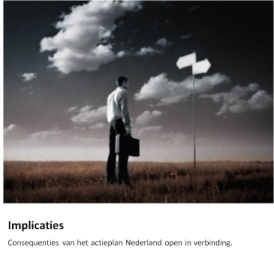 Implicaties
Consequenties van het actieplan Nederland open in verbinding.